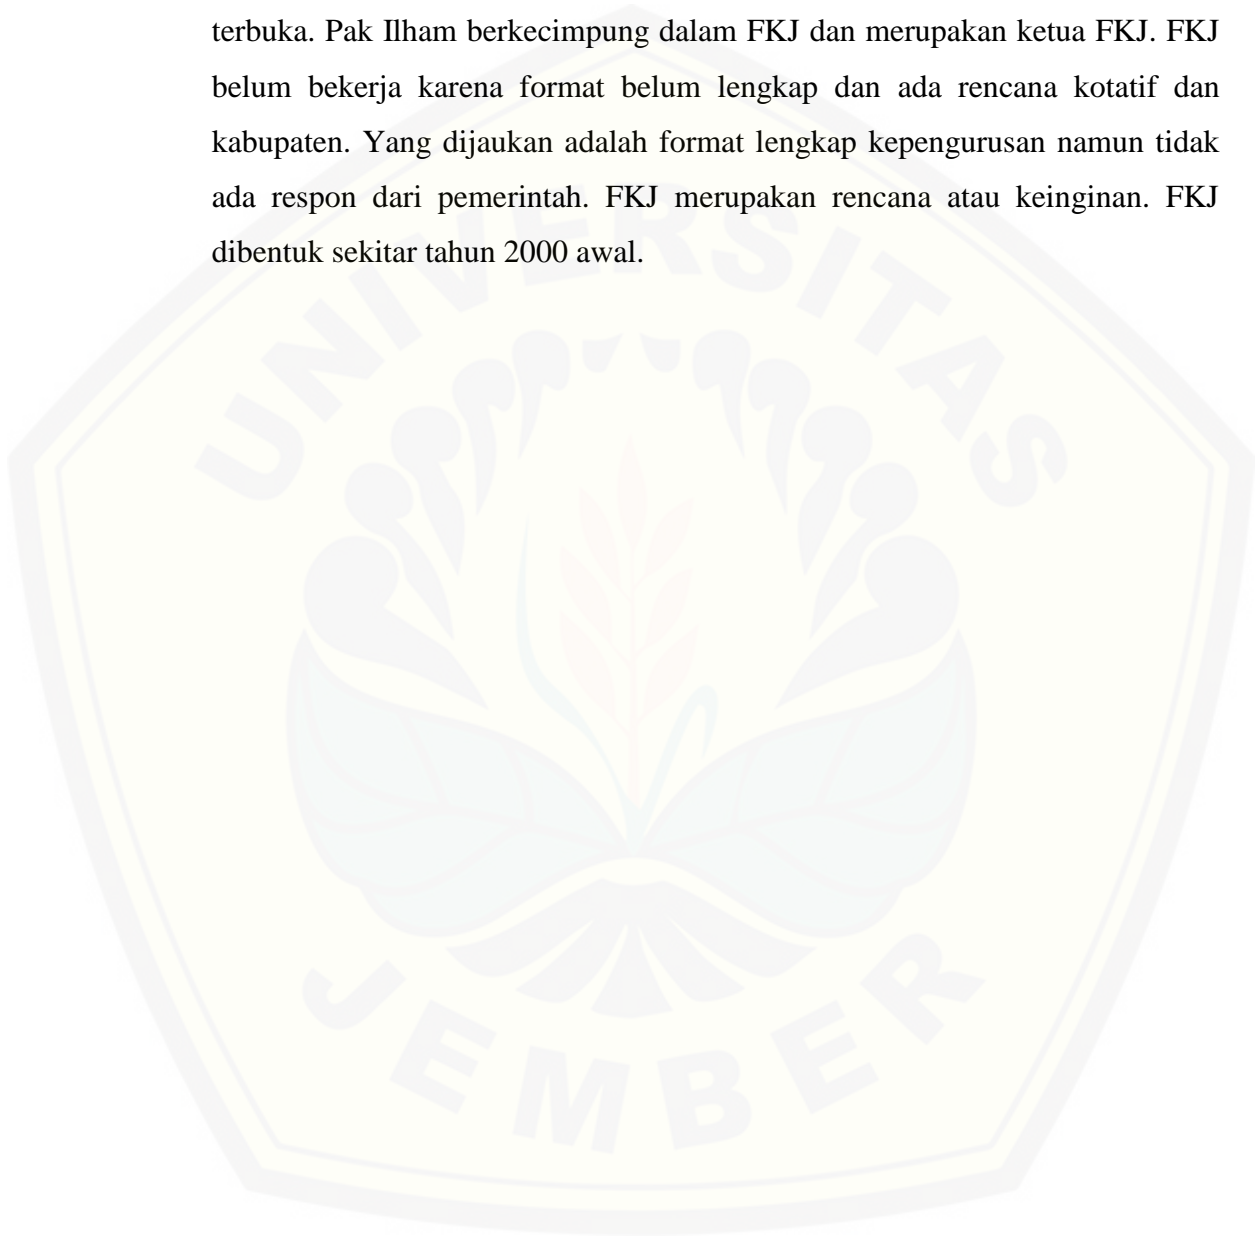 terbuka. Pak Ilham berkecimpung dalam FKJ dan merupakan ketua FKJ. FKJ
belum bekerja karena format belum lengkap dan ada rencana kotatif dan
kabupaten. Yang dijaukan adalah format lengkap kepengurusan namun tidak
ada respon dari pemerintah. FKJ merupakan rencana atau keinginan. FKJ
dibentuk sekitar tahun 2000 awal.
UNIVERSITAS
JEMBER